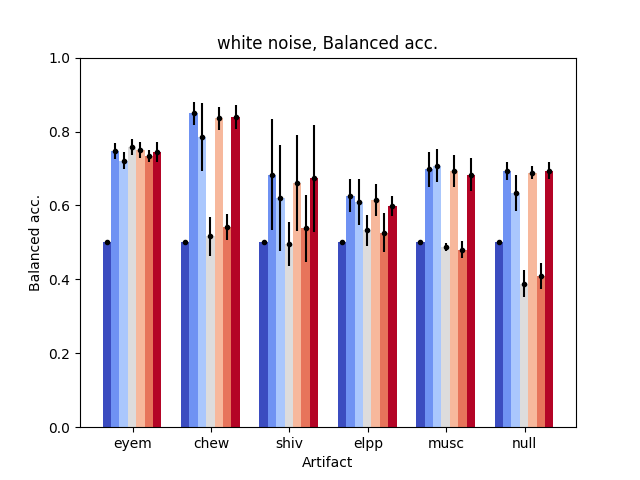 white noise, Balanced acc.
1.0
0.8
0.6
0.4
0.2
0.0
Balanced acc.
eyem chew shiv elpp musc null
Artifact